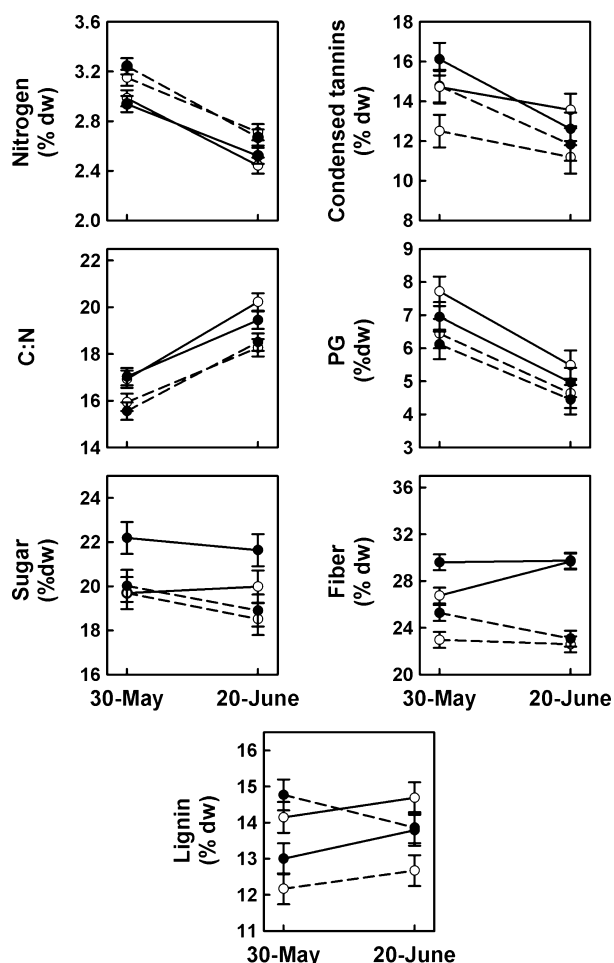 Nitrogen
(% dw)
3.6
3.2
2.8
2.4
2.0
Condensed tannins
(% dw)
18
16
14
12
10
8
C:N
22
20
18
16
14
PG
(%dw)
9
8
7
6
5
4
3
Sugar
(%dw)
24
22
20
18
16
30-May 20-June
Fiber
(% dw)
36
32
28
24
20
30-May 20-June
Lignin
(% dw)
16
15
14
13
12
11
30-May 20-June